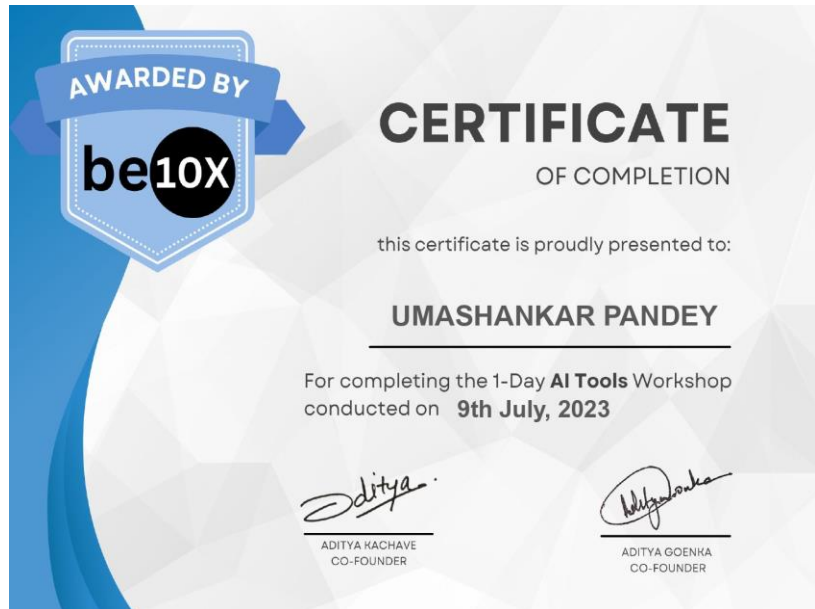 AWARDED BY
be10X
CERTIFICATE
OF COMPLETION
this certificate is proudly presented to:
UMASHANKAR PANDEY
For completing the 1-Day AI Tools Workshop
conducted on 9th July, 2023
Aditya.
ADITYA KACHAVE
CO-FOUNDER
ADITYA GOENKA
CO-FOUNDER